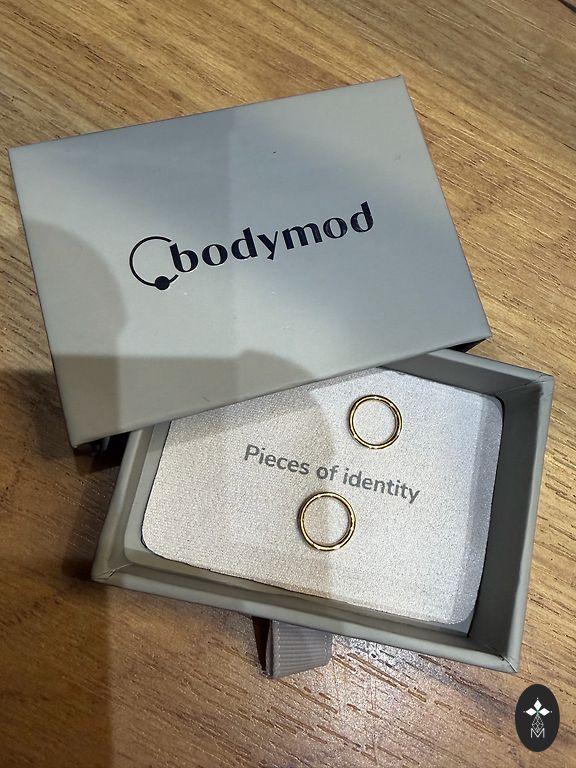 bodymod
Pieces of identity
M